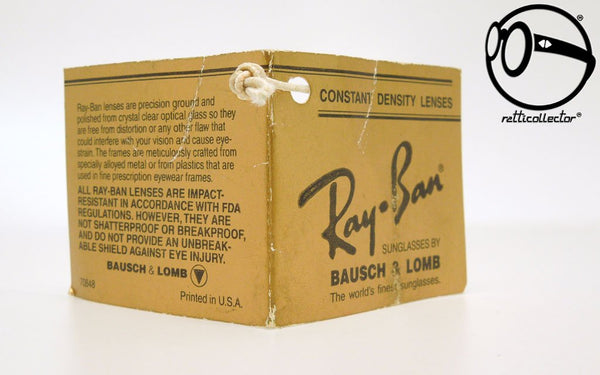 Ray-Ban lenses are precision ground and
polished from crystal clear optical glass so they
are free from distortion or any other flaw that
could interfere with your vision and cause eye-
strain. The frames are meticulously crafted from
specially alloyed metal or from plastics that are
used in fine prescription eyewear frames.
ALL RAY-BAN LENSES ARE IMPACT-
RESISTANT IN ACCORDANCE WITH FDA
REGULATIONS. HOWEVER, THEY ARE
NOT SHATTERPROOF OR BREAKPROOF,
AND DO NOT PROVIDE AN UNBREAK-
ABLE SHIELD AGAINST EYE INJURY.
BAUSCH & LOMB
70848
Printed in U.S.A.
CONSTANT DENSITY LENSES
Ray-Ban®
SUNGLASSES BY
BAUSCH & LOMB
The world's finest sunglasses.
retticollector®